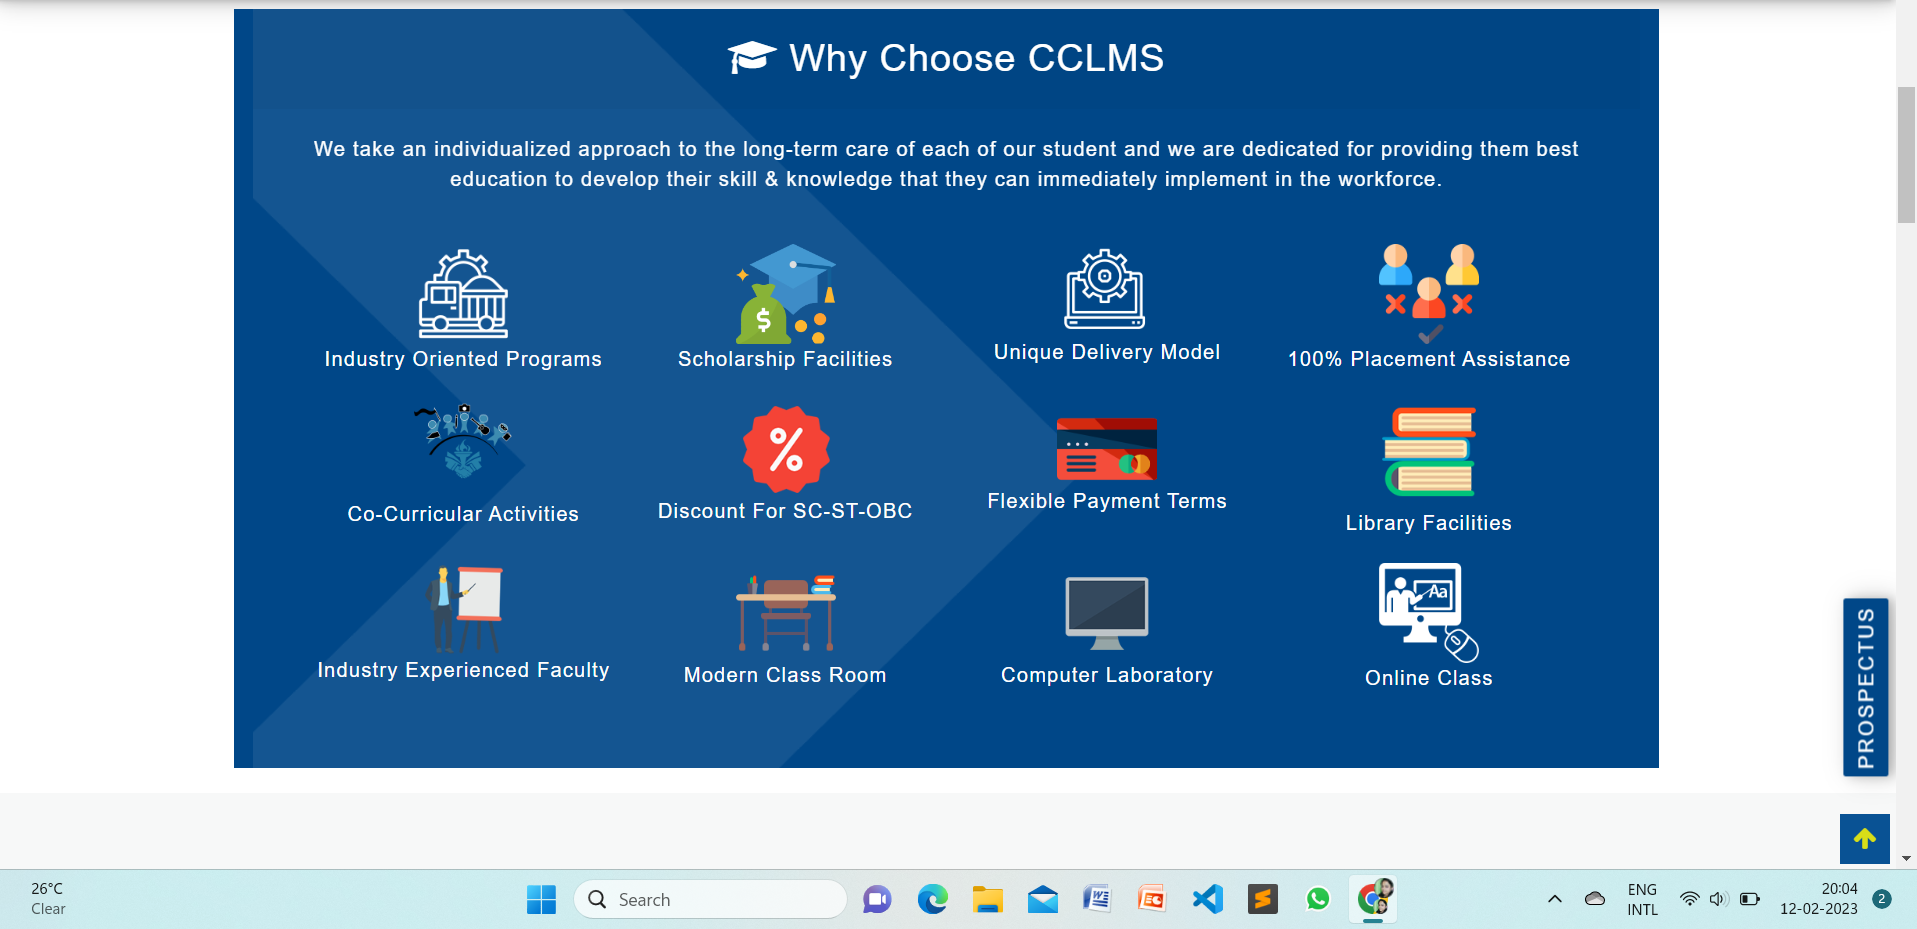 Why Choose CCLMS
We take an individualized approach to the long-term care of each of our student and we are dedicated for providing them best
education to develop their skill & knowledge that they can immediately implement in the workforce.
$
Industry Oriented Programs
Scholarship Facilities
Unique Delivery Model
100% Placement Assistance
%
Co-Curricular Activities
Discount For SC-ST-OBC
Flexible Payment Terms
Library Facilities
Aa
Industry Experienced Faculty
Modern Class Room
Computer Laboratory
Online Class
PROSPECTUS
26°C
Clear
Search
ENG
INTL
20:04
12-02-2023
2